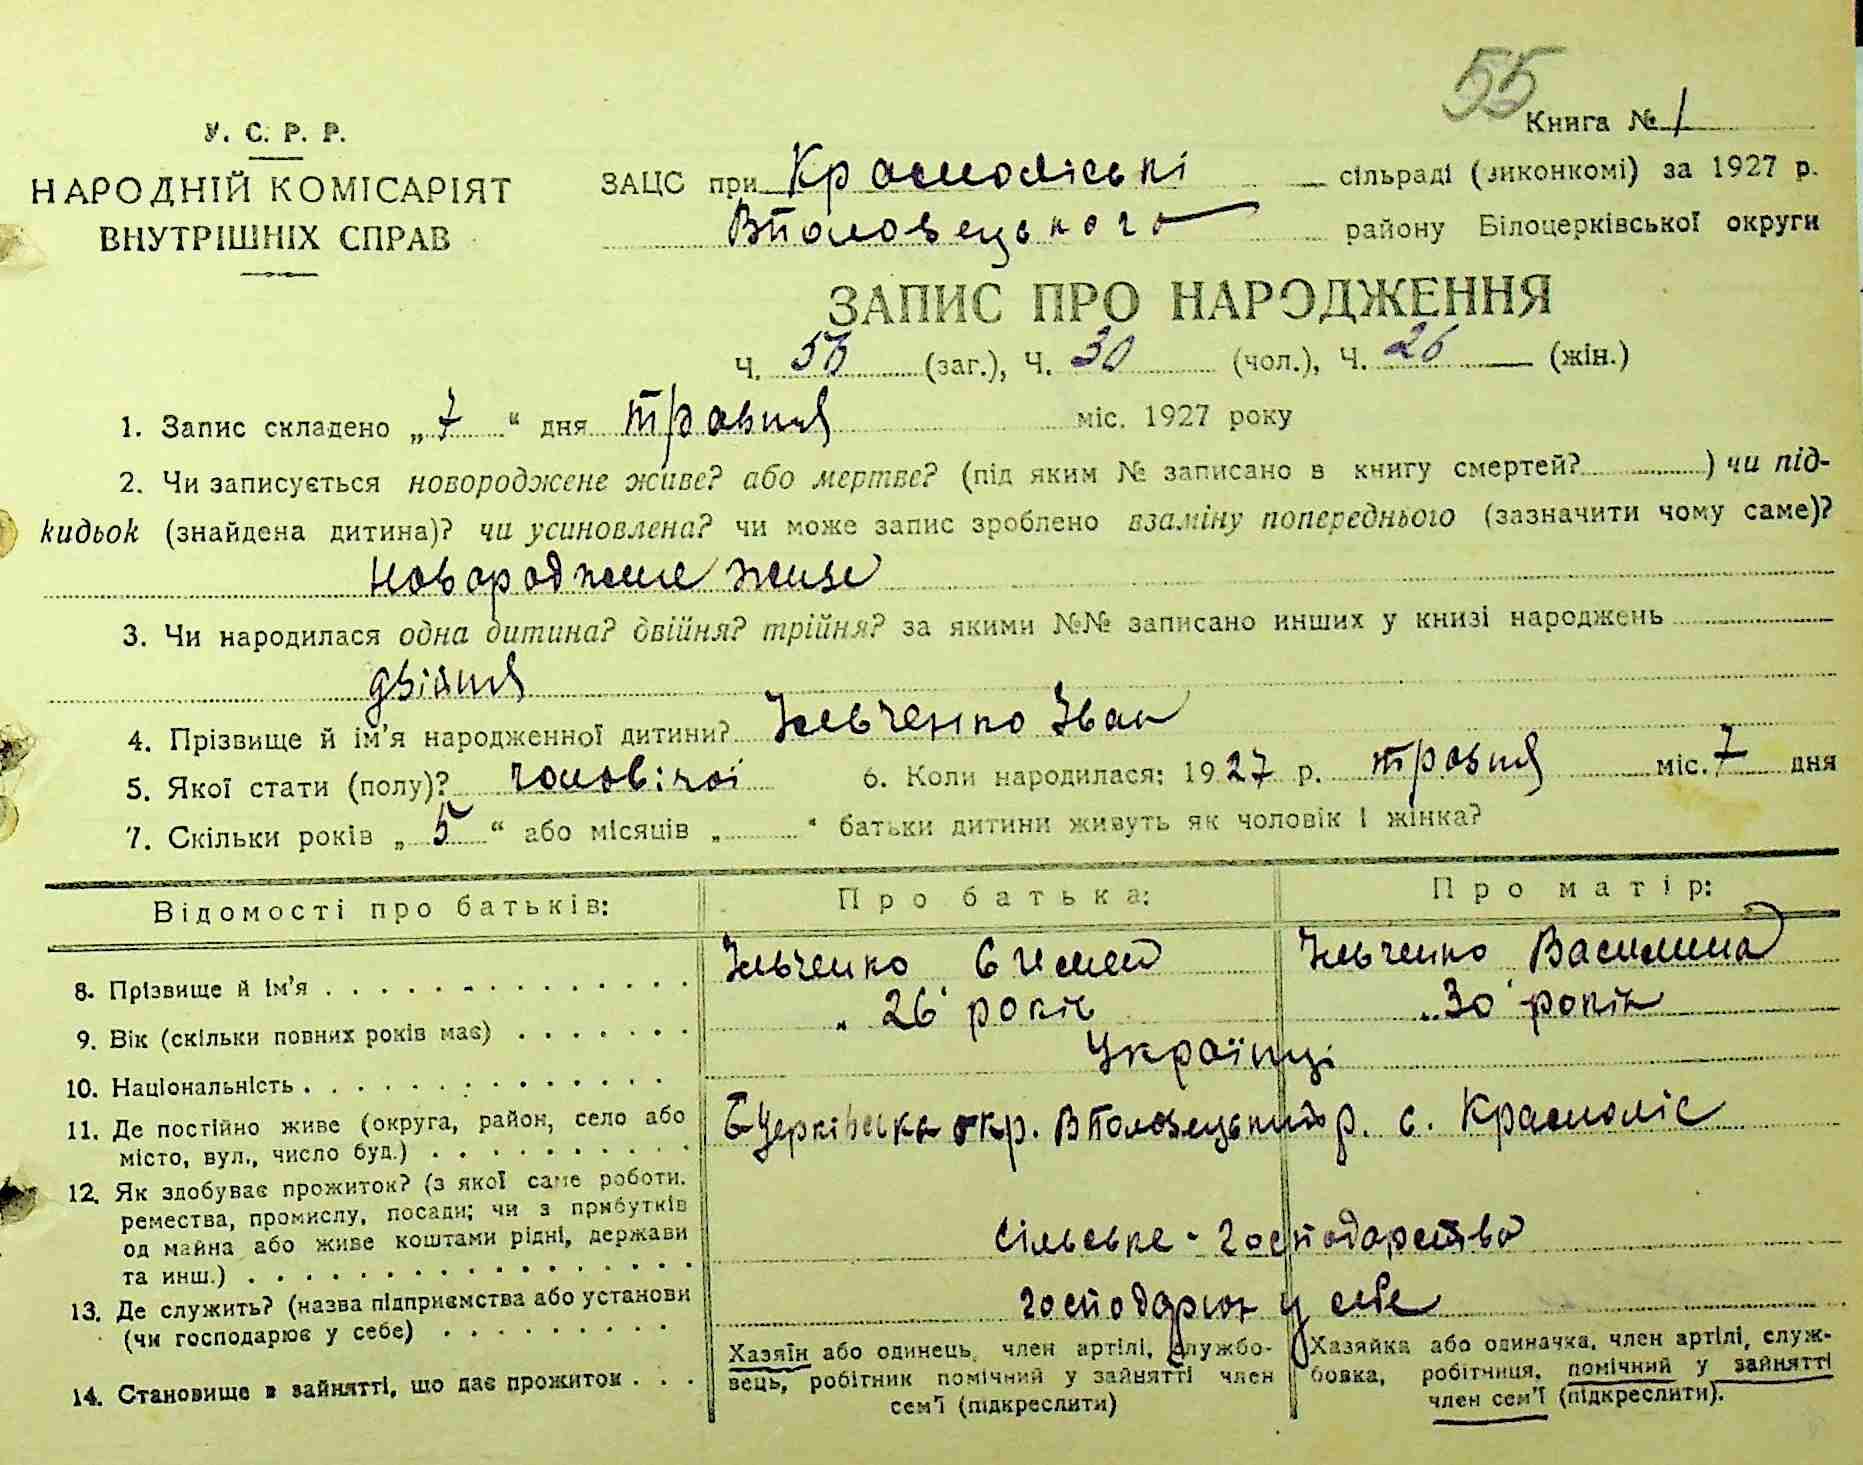 55
Книга № 1
У. С. Р. Р.
НАРОДНІЙ КОМІСАРІЯТ
ВНУТРІШНІХ СПРАВ
ЗАЦС при Красноліські сільраді (виконкомі) за 1927 р.
ВПоловецького району Білоцерківської округи
ЗАПИС ПРО НАРОДЖЕННЯ
Ч. (заг.), Ч. 30 (чол.), Ч. 26 (жін.)
1. Запис складено „ 7 “ дня травня міс. 1927 року
2. Чи записується новороджене живе? або мертве? (під яким № записано в книгу смертей? ) чи під-
кидьок (знайдена дитина)? чи усиновлена? чи може запис зроблено взаміну попереднього (зазначити чому саме)?
Новороджене живе
3. Чи народилася одна дитина? двійня? трійня? за якими №№ записано инших у книзі народжень
двійня
4. Прізвище й ім'я народженної дитини? Ільченко Іван
5. Якої стати (полу)? чоловічої 6. Коли народилася: 1927 р. травня міс. 7 дня
7. Скільки років „ 5 “ або місяців „ “ батьки дитини живуть як чоловік і жінка?
Відомості про батьків: Про батька: Про матір:
8. Прізвище й ім'я Ільченко Ільченко Василина
9. Вік (скільки повних років має) 26 років 30 років
10. Національність Українці
11. Де постійно живе (округа, район, село або
місто, вул., число буд.) БЦерківська окр. ВПоловецький р. с. Краснолів
12. Як здобуває прожиток? (з якої саме роботи,
ремества, промислу, посади; чи з прибутків
од майна або живе коштами рідні, держави
та инш.) Сільське-господарство
13. Де служить? (назва підприємства або установи
(чи господарює у себе) господарюн у себе
14. Становище в зайнятті, що дає прожиток
Хазяїн або одинець, член артілі, службо-
вець, робітник помічний у зайнятті член
сем'ї (підкреслити)
Хазяйка або одиначка, член артілі, служ-
бовка, робітниця, помічний у зайнятті
член сем'ї (підкреслити).